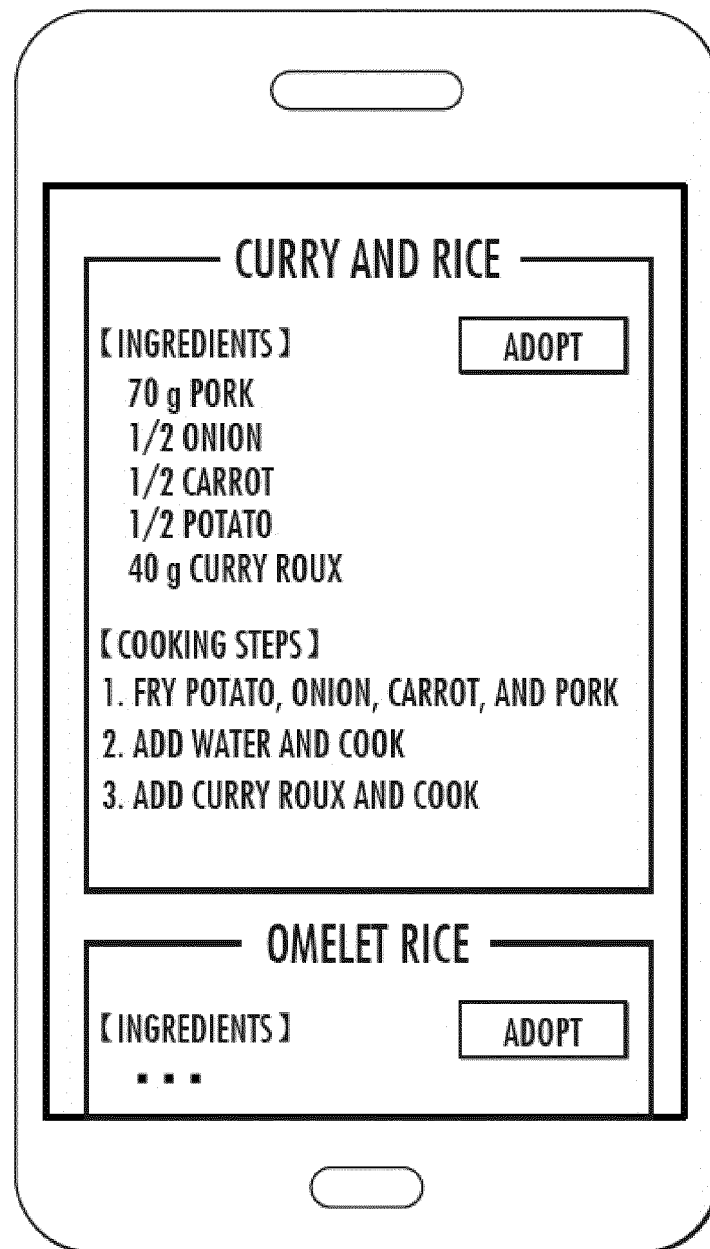 CURRY AND RICE
【INGREDIENTS】 ADOPT
70 g PORK
1/2 ONION
1/2 CARROT
1/2 POTATO
40 g CURRY ROUX
【COOKING STEPS】
1. FRY POTATO, ONION, CARROT, AND PORK
2. ADD WATER AND COOK
3. ADD CURRY ROUX AND COOK
OMELET RICE
【INGREDIENTS】 ADOPT
...